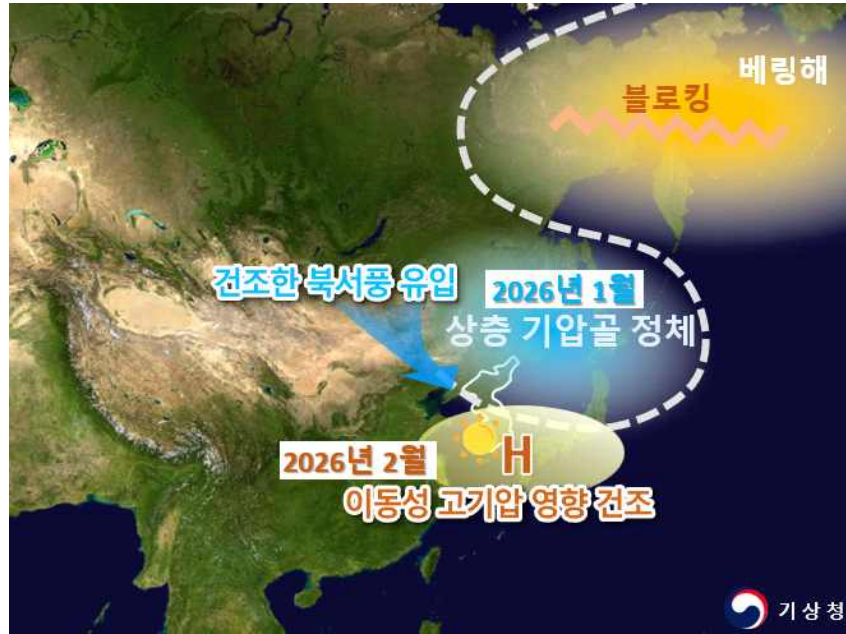 베링해
블로킹
건조한 북서풍 유입
2026년 1월
상층 기압골 정체
2026년 2월
H
이동성 고기압 영향 건조
기상청